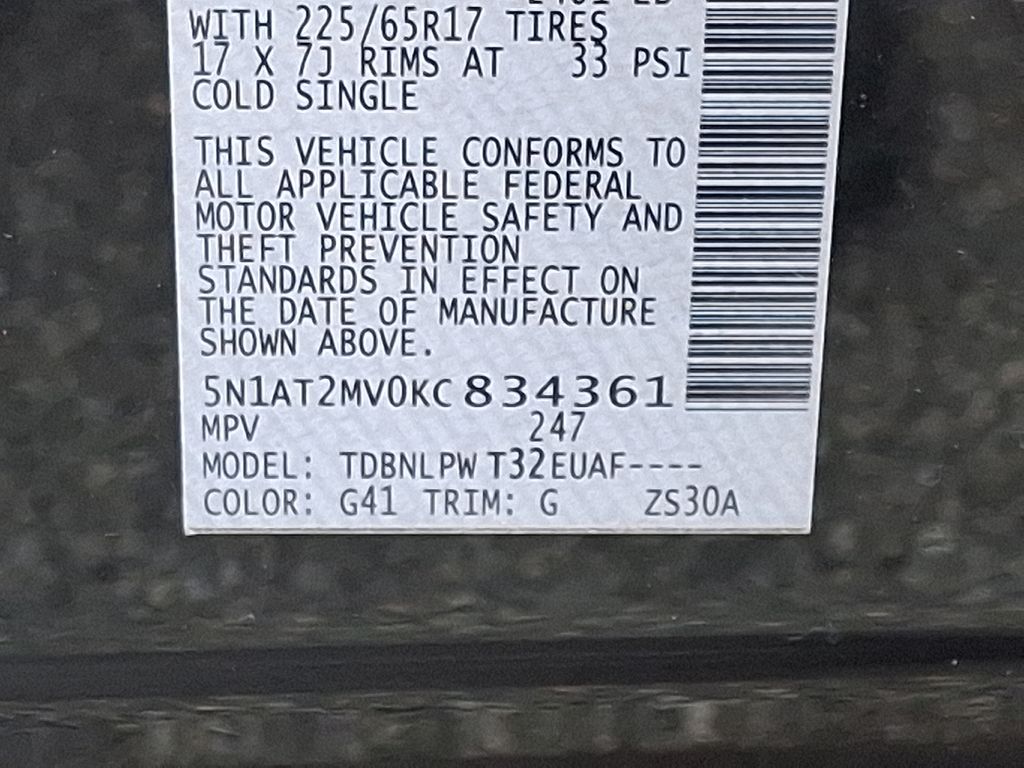 WITH 225/65R17 TIRES
17 X 7J RIMS AT 33 PSI
COLD SINGLE
THIS VEHICLE CONFORMS TO
ALL APPLICABLE FEDERAL
MOTOR VEHICLE SAFETY AND
THEFT PREVENTION
STANDARDS IN EFFECT ON
THE DATE OF MANUFACTURE
SHOWN ABOVE.
5N1AT2MV0KC834361
MPV 247
MODEL: TDBNLPWT32EUAF----
COLOR: G41 TRIM: G ZS30A